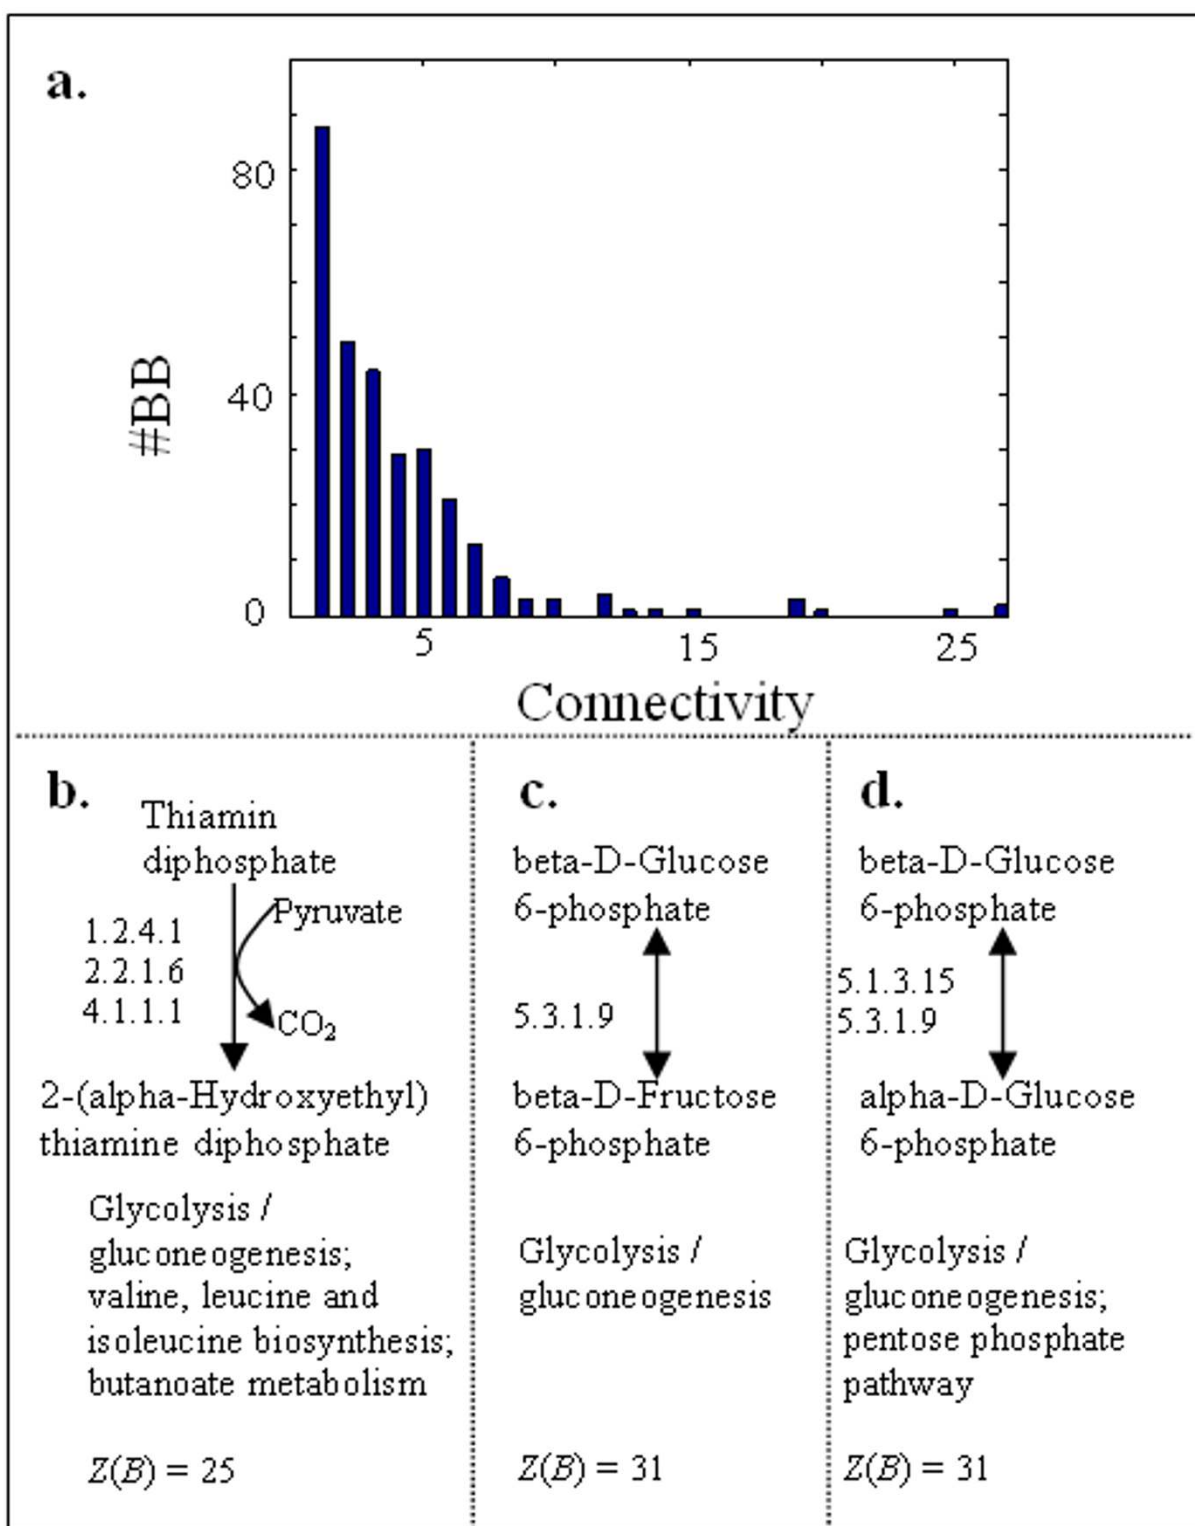 a.
80
40
0
#BB
5 15 25
Connectivity
b.
Thiamin
diphosphate
Pyruvate
1.2.4.1
2.2.1.6
4.1.1.1
CO₂
2-(alpha-Hydroxyethyl)
thiamine diphosphate
Glycolysis /
gluconeogenesis;
valine, leucine and
isoleucine biosynthesis;
butanoate metabolism
Z(B) = 25
c.
beta-D-Glucose
6-phosphate
5.3.1.9
beta-D-Fructose
6-phosphate
Glycolysis /
gluconeogenesis
Z(B) = 31
d.
beta-D-Glucose
6-phosphate
5.1.3.15
5.3.1.9
alpha-D-Glucose
6-phosphate
Glycolysis /
gluconeogenesis;
pentose phosphate
pathway
Z(B) = 31